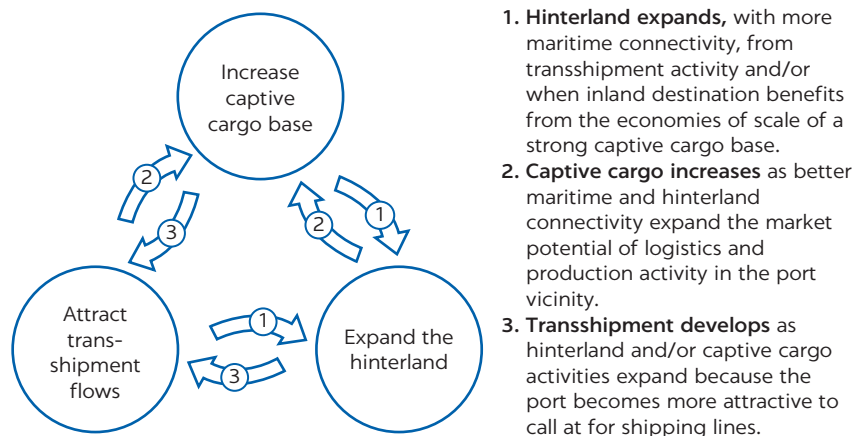 Increase
captive
cargo base
2
3
2
1
Attract
trans-
shipment
flows
1
3
Expand the
hinterland
1. Hinterland expands, with more
maritime connectivity, from
transshipment activity and/or
when inland destination benefits
from the economies of scale of a
strong captive cargo base.
2. Captive cargo increases as better
maritime and hinterland
connectivity expand the market
potential of logistics and
production activity in the port
vicinity.
3. Transshipment develops as
hinterland and/or captive cargo
activities expand because the
port becomes more attractive to
call at for shipping lines.